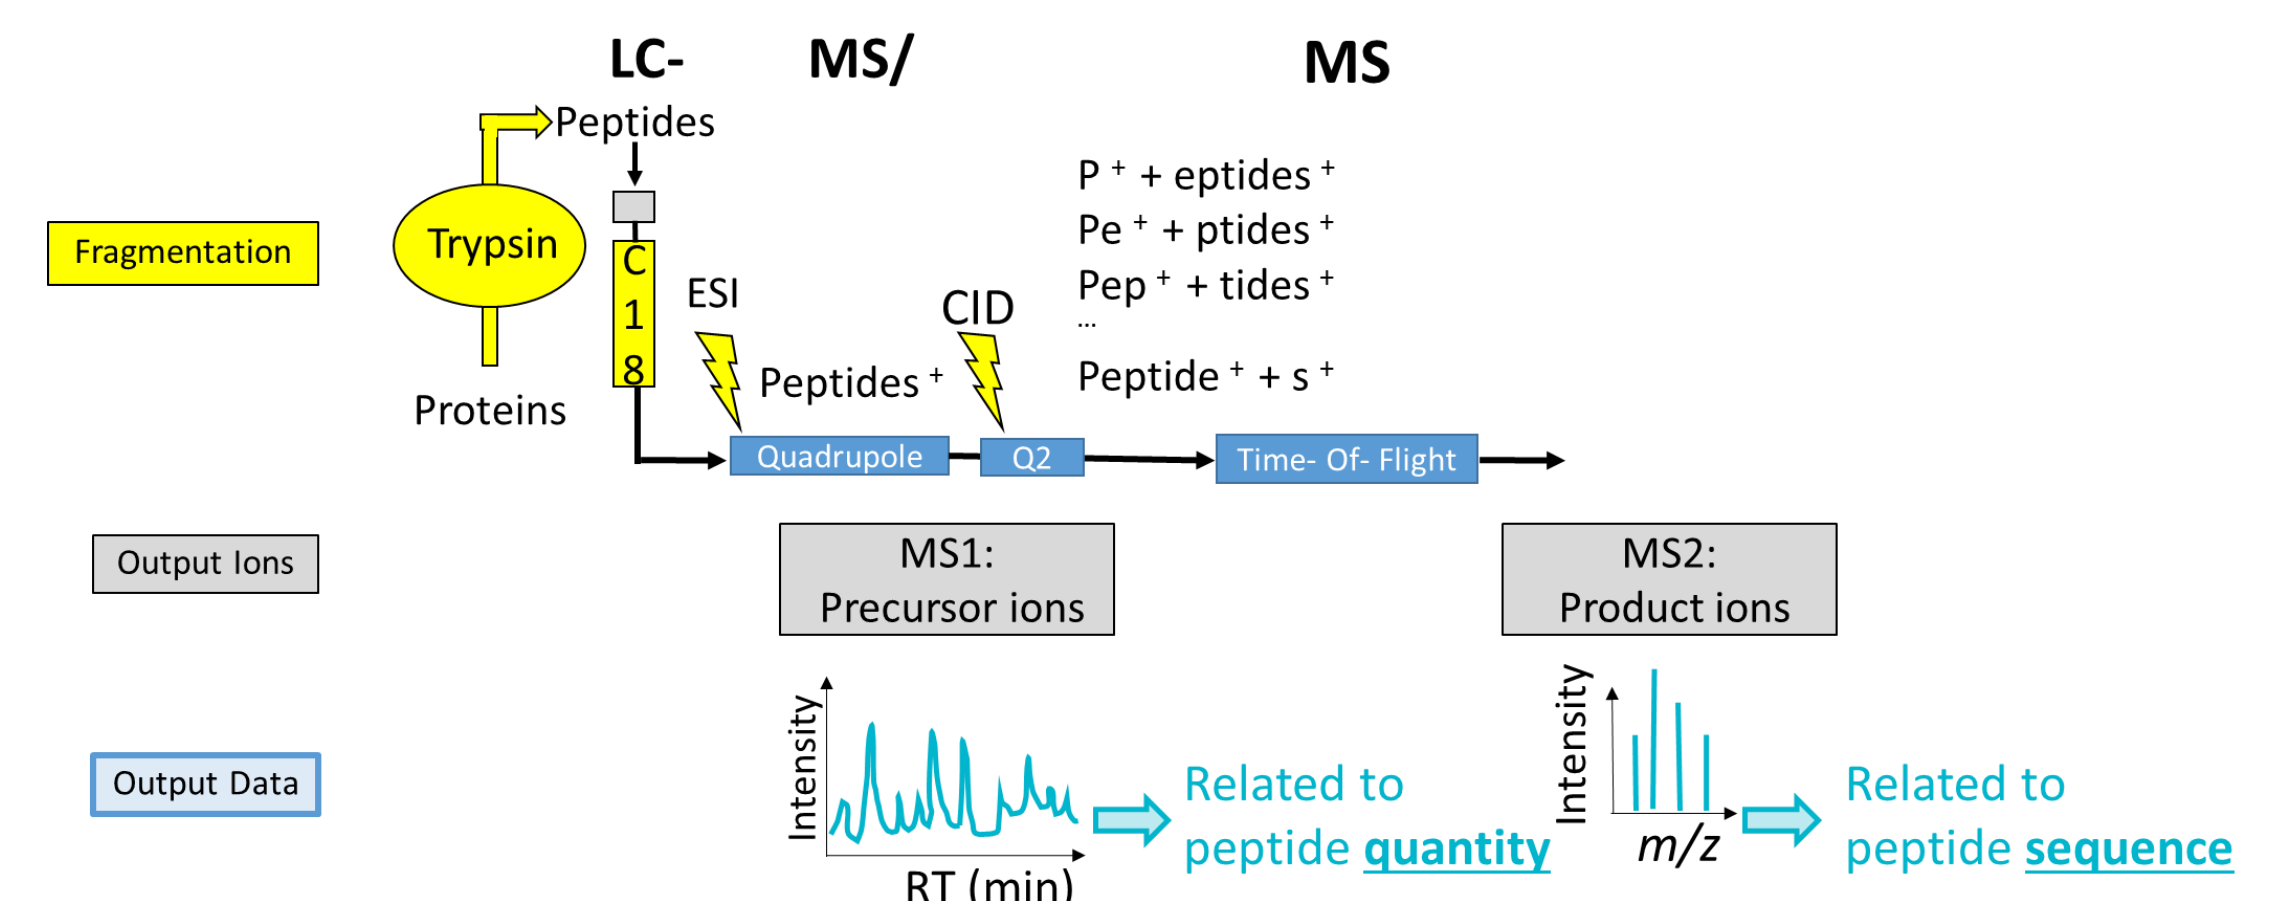 LC-
MS/
MS
Peptides
P + + eptides +
Pe + + ptides +
Pep + + tides +
...
Peptide + + s +
Fragmentation
Trypsin
Proteins
C
1
8
ESI
Peptides +
CID
Quadrupole
Q2
Time- Of- Flight
Output Ions
MS1:
Precursor ions
MS2:
Product ions
Output Data
Intensity
RT (min)
Related to
peptide quantity
Intensity
m/z
Related to
peptide sequence